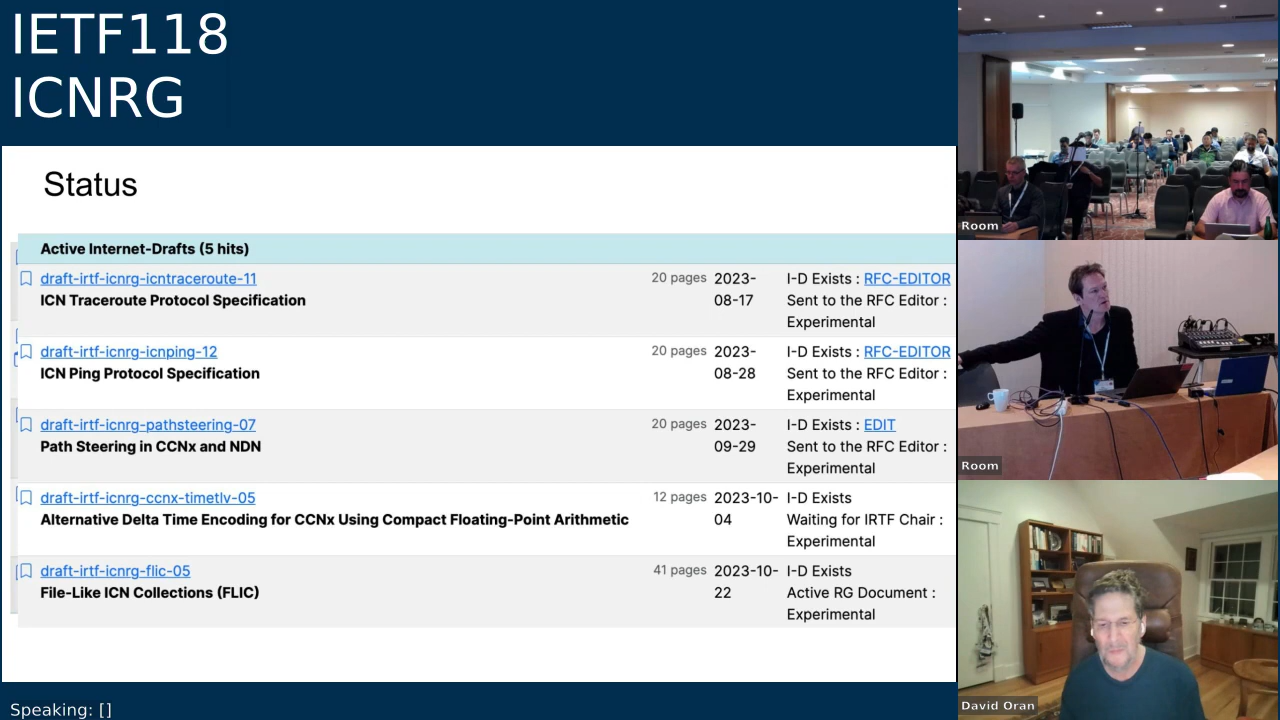 IETF118
ICNRG
Status
Active Internet-Drafts (5 hits)
draft-irtf-icnrg-icntraceroute-11
ICN Traceroute Protocol Specification
20 pages
2023-
08-17
I-D Exists : RFC-EDITOR
Sent to the RFC Editor :
Experimental
draft-irtf-icnrg-icnping-12
ICN Ping Protocol Specification
20 pages
2023-
08-28
I-D Exists : RFC-EDITOR
Sent to the RFC Editor :
Experimental
draft-irtf-icnrg-pathsteering-07
Path Steering in CCNx and NDN
20 pages
2023-
09-29
I-D Exists : EDIT
Sent to the RFC Editor :
Experimental
draft-irtf-icnrg-ccnx-timetlv-05
Alternative Delta Time Encoding for CCNx Using Compact Floating-Point Arithmetic
12 pages
2023-10-
04
I-D Exists
Waiting for IRTF Chair :
Experimental
draft-irtf-icnrg-flic-05
File-Like ICN Collections (FLIC)
41 pages
2023-10-
22
I-D Exists
Active RG Document :
Experimental
Speaking: []
Room
Room
David Oran